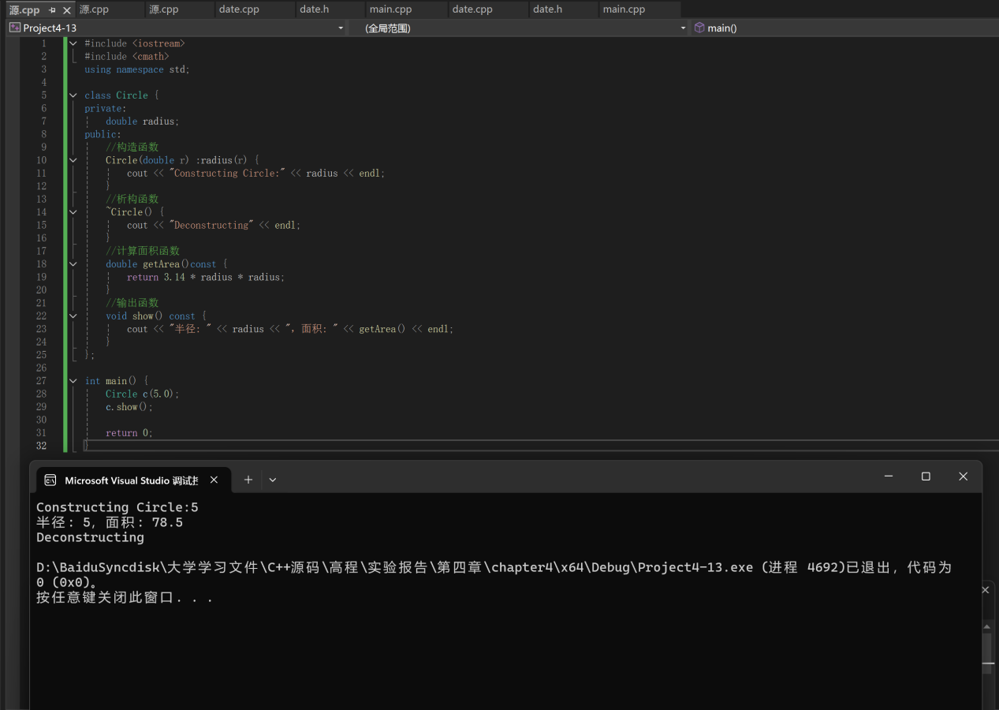 源.cpp 源.cpp 源.cpp date.cpp date.h main.cpp date.cpp date.h main.cpp
Project4-13 (全局范围) main()
1 #include <iostream>
2 #include <cmath>
3 using namespace std;
4
5 class Circle {
6 private:
7 double radius;
8 public:
9 //构造函数
10 Circle(double r) :radius(r) {
11 cout << "Constructing Circle:" << radius << endl;
12 }
13 //析构函数
14 ~Circle() {
15 cout << "Deconstructing" << endl;
16 }
17 //计算面积函数
18 double getArea()const {
19 return 3.14 * radius * radius;
20 }
21 //输出函数
22 void show() const {
23 cout << "半径: " << radius << ", 面积: " << getArea() << endl;
24 }
25 };
26
27 int main() {
28 Circle c(5.0);
29 c.show();
30
31 return 0;
32 }
Microsoft Visual Studio 调试
Constructing Circle:5
半径: 5, 面积: 78.5
Deconstructing
D:\BaiduSyncdisk\大学学习文件\C++源码\高程\实验报告\第四章\chapter4\x64\Debug\Project4-13.exe (进程 4692)已退出，代码为
0 (0x0)。
按任意键关闭此窗口. . .